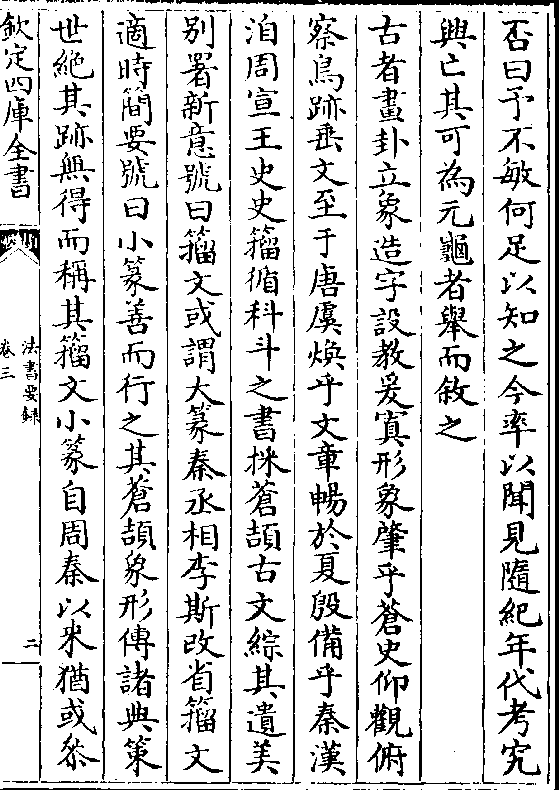 否曰予不敏何足以知之今率以聞見隨紀年代考究
興亡其可為元龜者舉而敘之
古者畫卦立象造字設教爰寘形象肇乎蒼史仰觀俯
察鳥跡垂文至于唐虞煥乎文章暢於夏殷備乎秦漢
洎周宣王史史籀循科斗之書採蒼頡古文綜其遺美
別署新意號曰籀文或謂大篆秦丞相李斯改省籀文
適時簡要號曰小篆善而行之其蒼頡象形傳諸典策
世絕其跡無得而稱其籀文小篆自周秦以來猶或叅
欽定四庫全書
法書要録
卷三
二